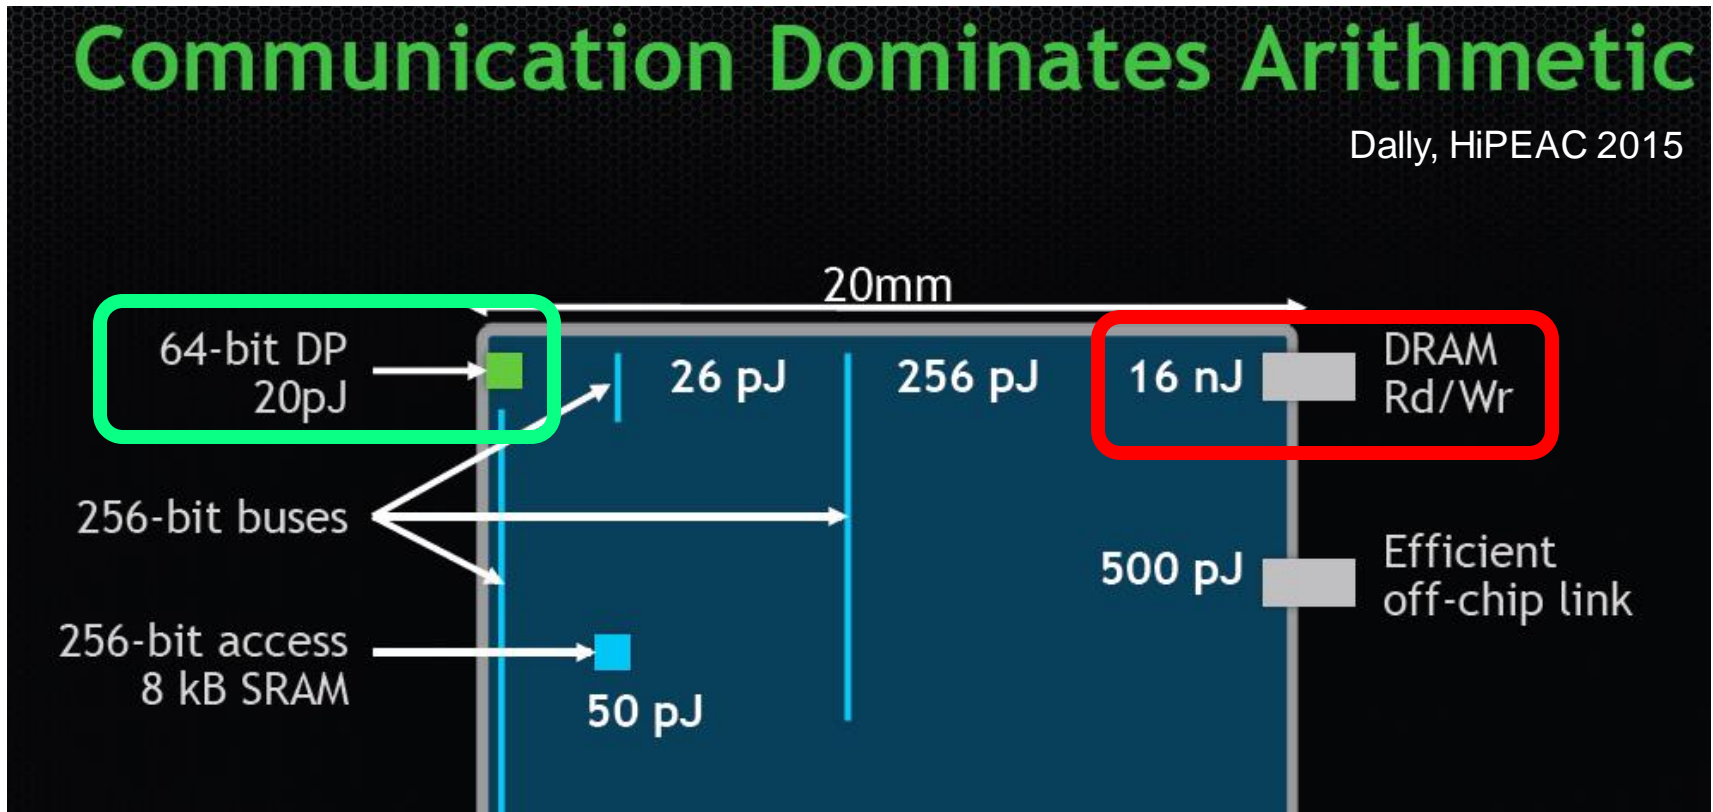 Communication Dominates Arithmetic
Dally, HiPEAC 2015
20mm
64-bit DP
20pJ
26 pJ
256 pJ
16 nJ
DRAM
Rd/Wr
256-bit buses
500 pJ
Efficient
off-chip link
256-bit access
8 kB SRAM
50 pJ